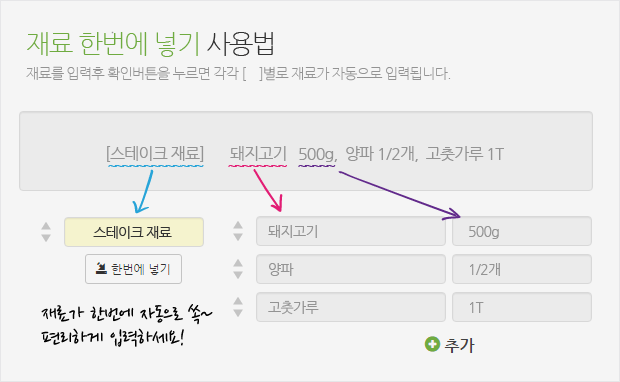 재료 한번에 넣기 사용법
재료를 입력후 확인버튼을 누르면 각각 [    ]별로 재료가 자동으로 입력됩니다.
[스테이크 재료] 돼지고기 500g, 양파 1/2개, 고춧가루 1T
스테이크 재료 돼지고기 500g
한번에 넣기 양파 1/2개
재료가 한번에 자동으로 쏙~ 고춧가루 1T
편리하게 입력하세요!
추가